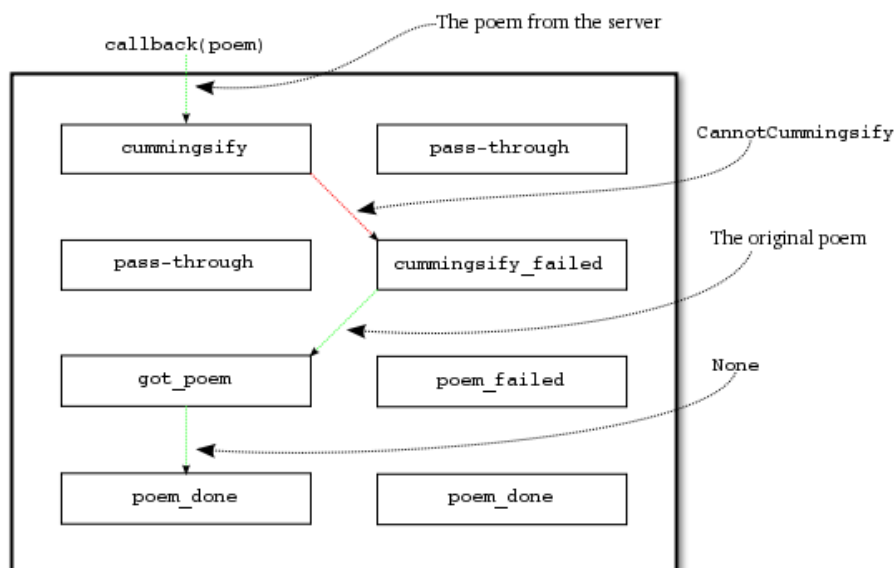 The poem from the server
callback(poem)
cummingsify
pass-through
CannotCummingsify
The original poem
pass-through
cummingsify_failed
None
got_poem
poem_failed
poem_done
poem_done